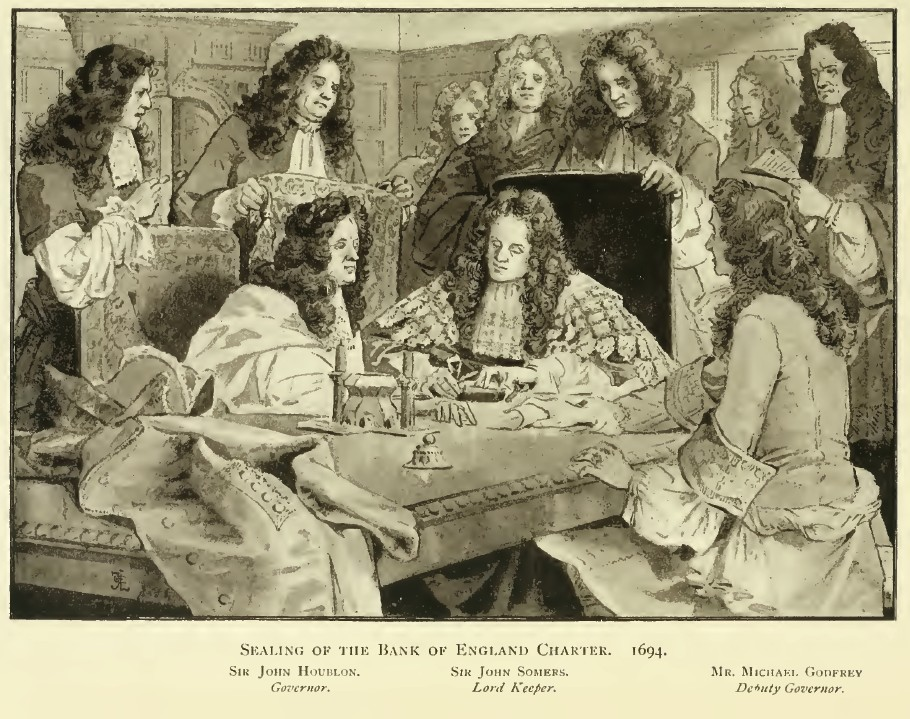 SEALING OF THE BANK OF ENGLAND CHARTER. 1694.
SIR JOHN HOUBLON. SIR JOHN SOMERS. MR. MICHAEL GODFREY
Governor. Lord Keeper. Deputy Governor.